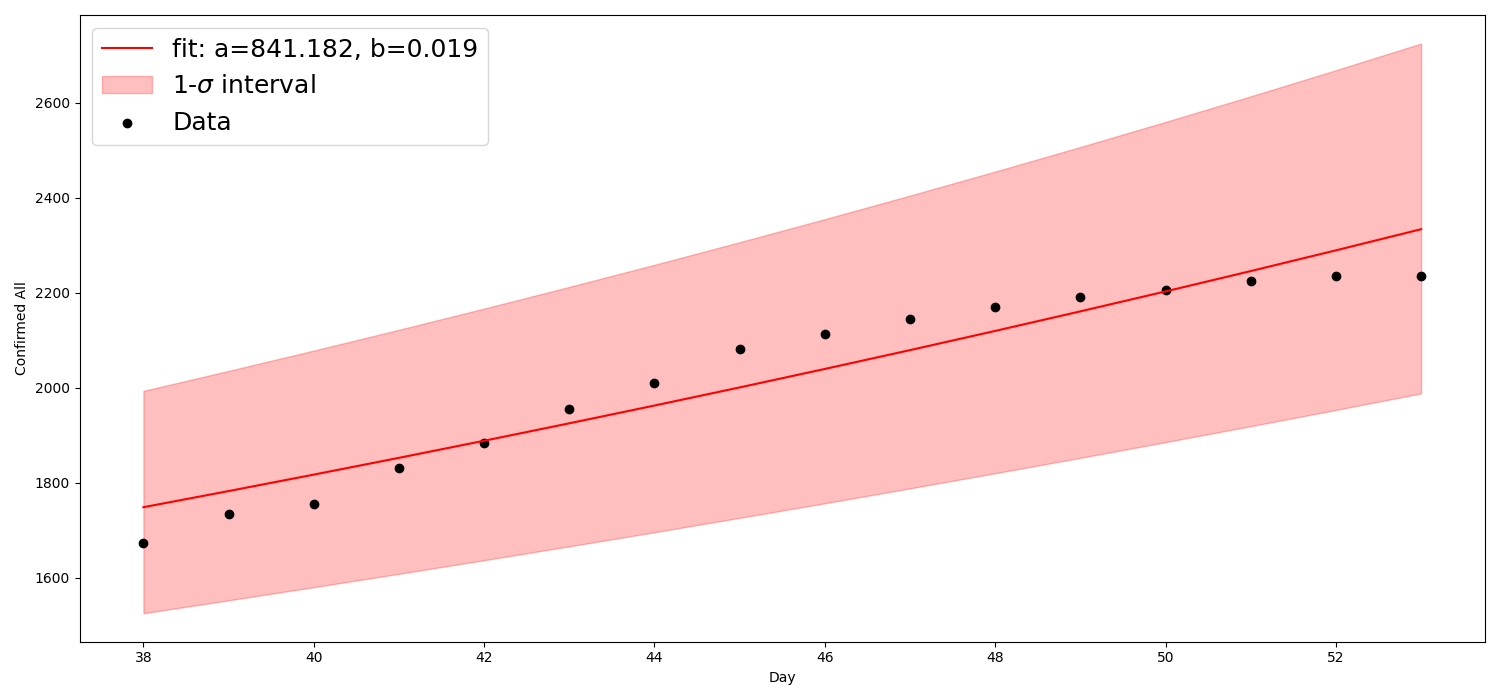 fit: a=841.182, b=0.019
1-σ interval
Data
Confirmed All
2600
2400
2200
2000
1800
1600
38 40 42 44 46 48 50 52
Day